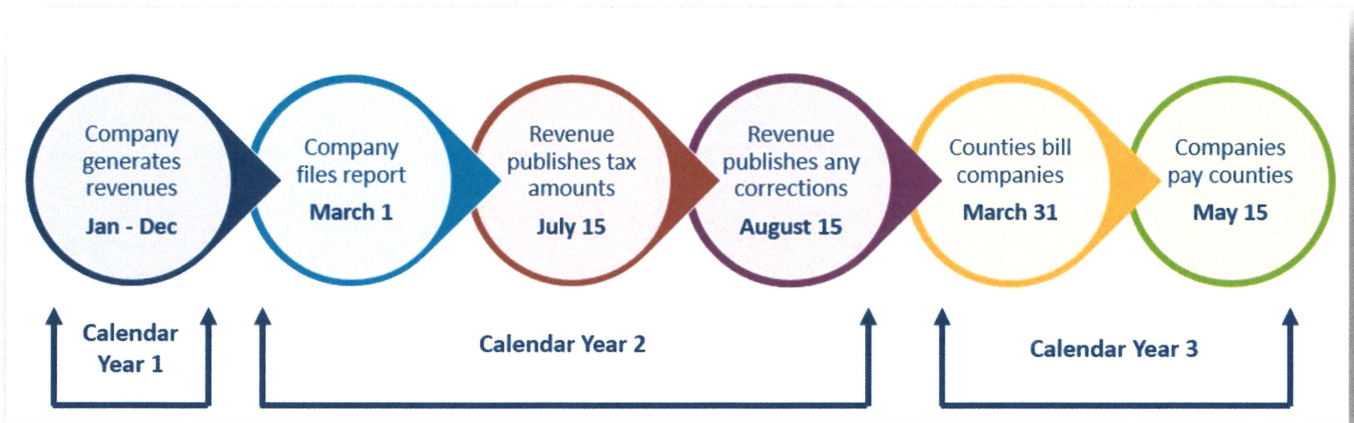 Company
generates
revenues
Jan - Dec
Company
files report
March 1
Revenue
publishes tax
amounts
July 15
Revenue
publishes any
corrections
August 15
Counties bill
companies
March 31
Companies
pay counties
May 15
Calendar
Year 1
Calendar Year 2
Calendar Year 3